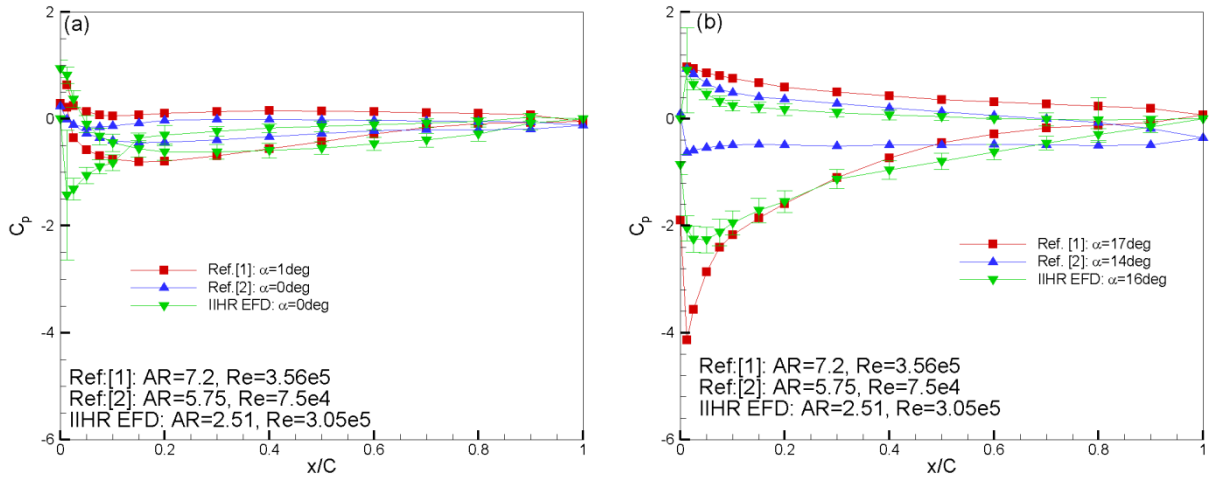 (a)
2
0
-2
-4
-6
Cp
Ref.[1]: α=1deg
Ref.[2]: α=0deg
IIHR EFD: α=0deg
Ref.[1]: AR=7.2, Re=3.56e5
Ref.[2]: AR=5.75, Re=7.5e4
IIHR EFD: AR=2.51, Re=3.05e5
0 0.2 0.4 0.6 0.8 1
x/C
(b)
2
0
-2
-4
-6
Cp
Ref.[1]: α=17deg
Ref.[2]: α=14deg
IIHR EFD: α=16deg
Ref.[1]: AR=7.2, Re=3.56e5
Ref.[2]: AR=5.75, Re=7.5e4
IIHR EFD: AR=2.51, Re=3.05e5
0 0.2 0.4 0.6 0.8 1
x/C